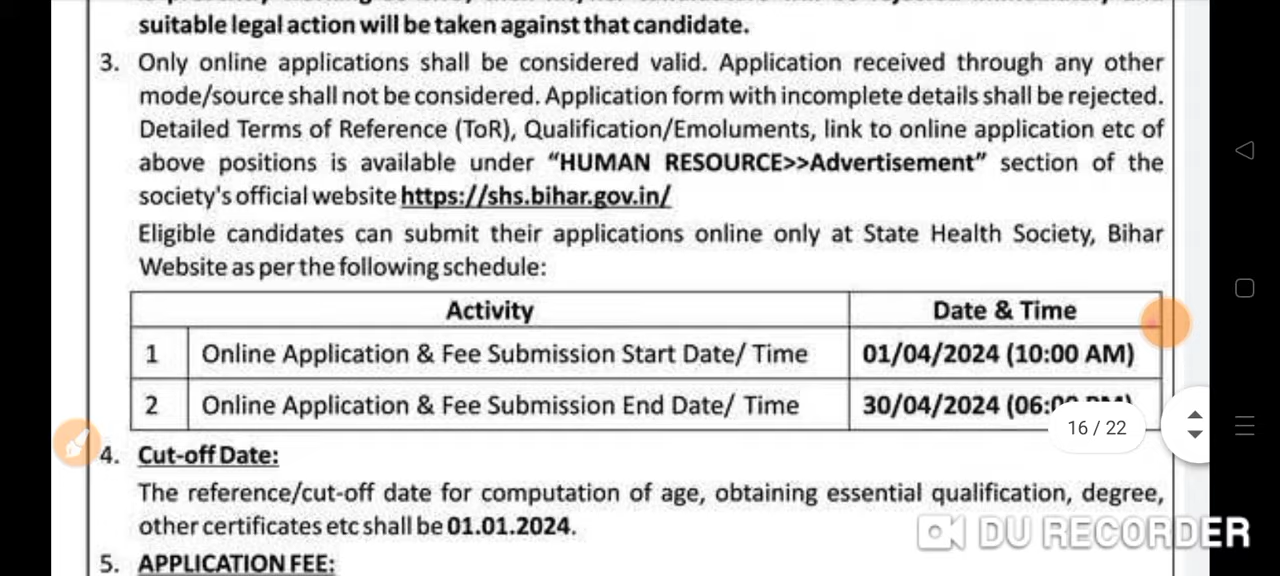 suitable legal action will be taken against that candidate.
3. Only online applications shall be considered valid. Application received through any other
mode/source shall not be considered. Application form with incomplete details shall be rejected.
Detailed Terms of Reference (ToR), Qualification/Emoluments, link to online application etc of
above positions is available under “HUMAN RESOURCE>>Advertisement” section of the
society's official website https://shs.bihar.gov.in/
Eligible candidates can submit their applications online only at State Health Society, Bihar
Website as per the following schedule:
Activity Date & Time
1 Online Application & Fee Submission Start Date/ Time 01/04/2024 (10:00 AM)
2 Online Application & Fee Submission End Date/ Time 30/04/2024
16 / 22
4. Cut-off Date:
The reference/cut-off date for computation of age, obtaining essential qualification, degree,
other certificates etc shall be 01.01.2024.
DU RECORDER
5. APPLICATION FEE: